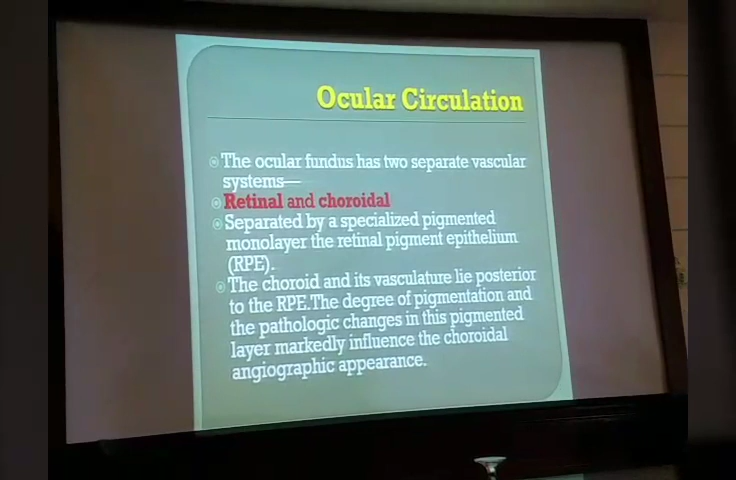 Ocular Circulation
The ocular fundus has two separate vascular
systems—
Retinal and choroidal
Separated by a specialized pigmented
monolayer the retinal pigment epithelium
(RPE).
The choroid and its vasculature lie posterior
to the RPE.The degree of pigmentation and
the pathologic changes in this pigmented
layer markedly influence the choroidal
angiographic appearance.